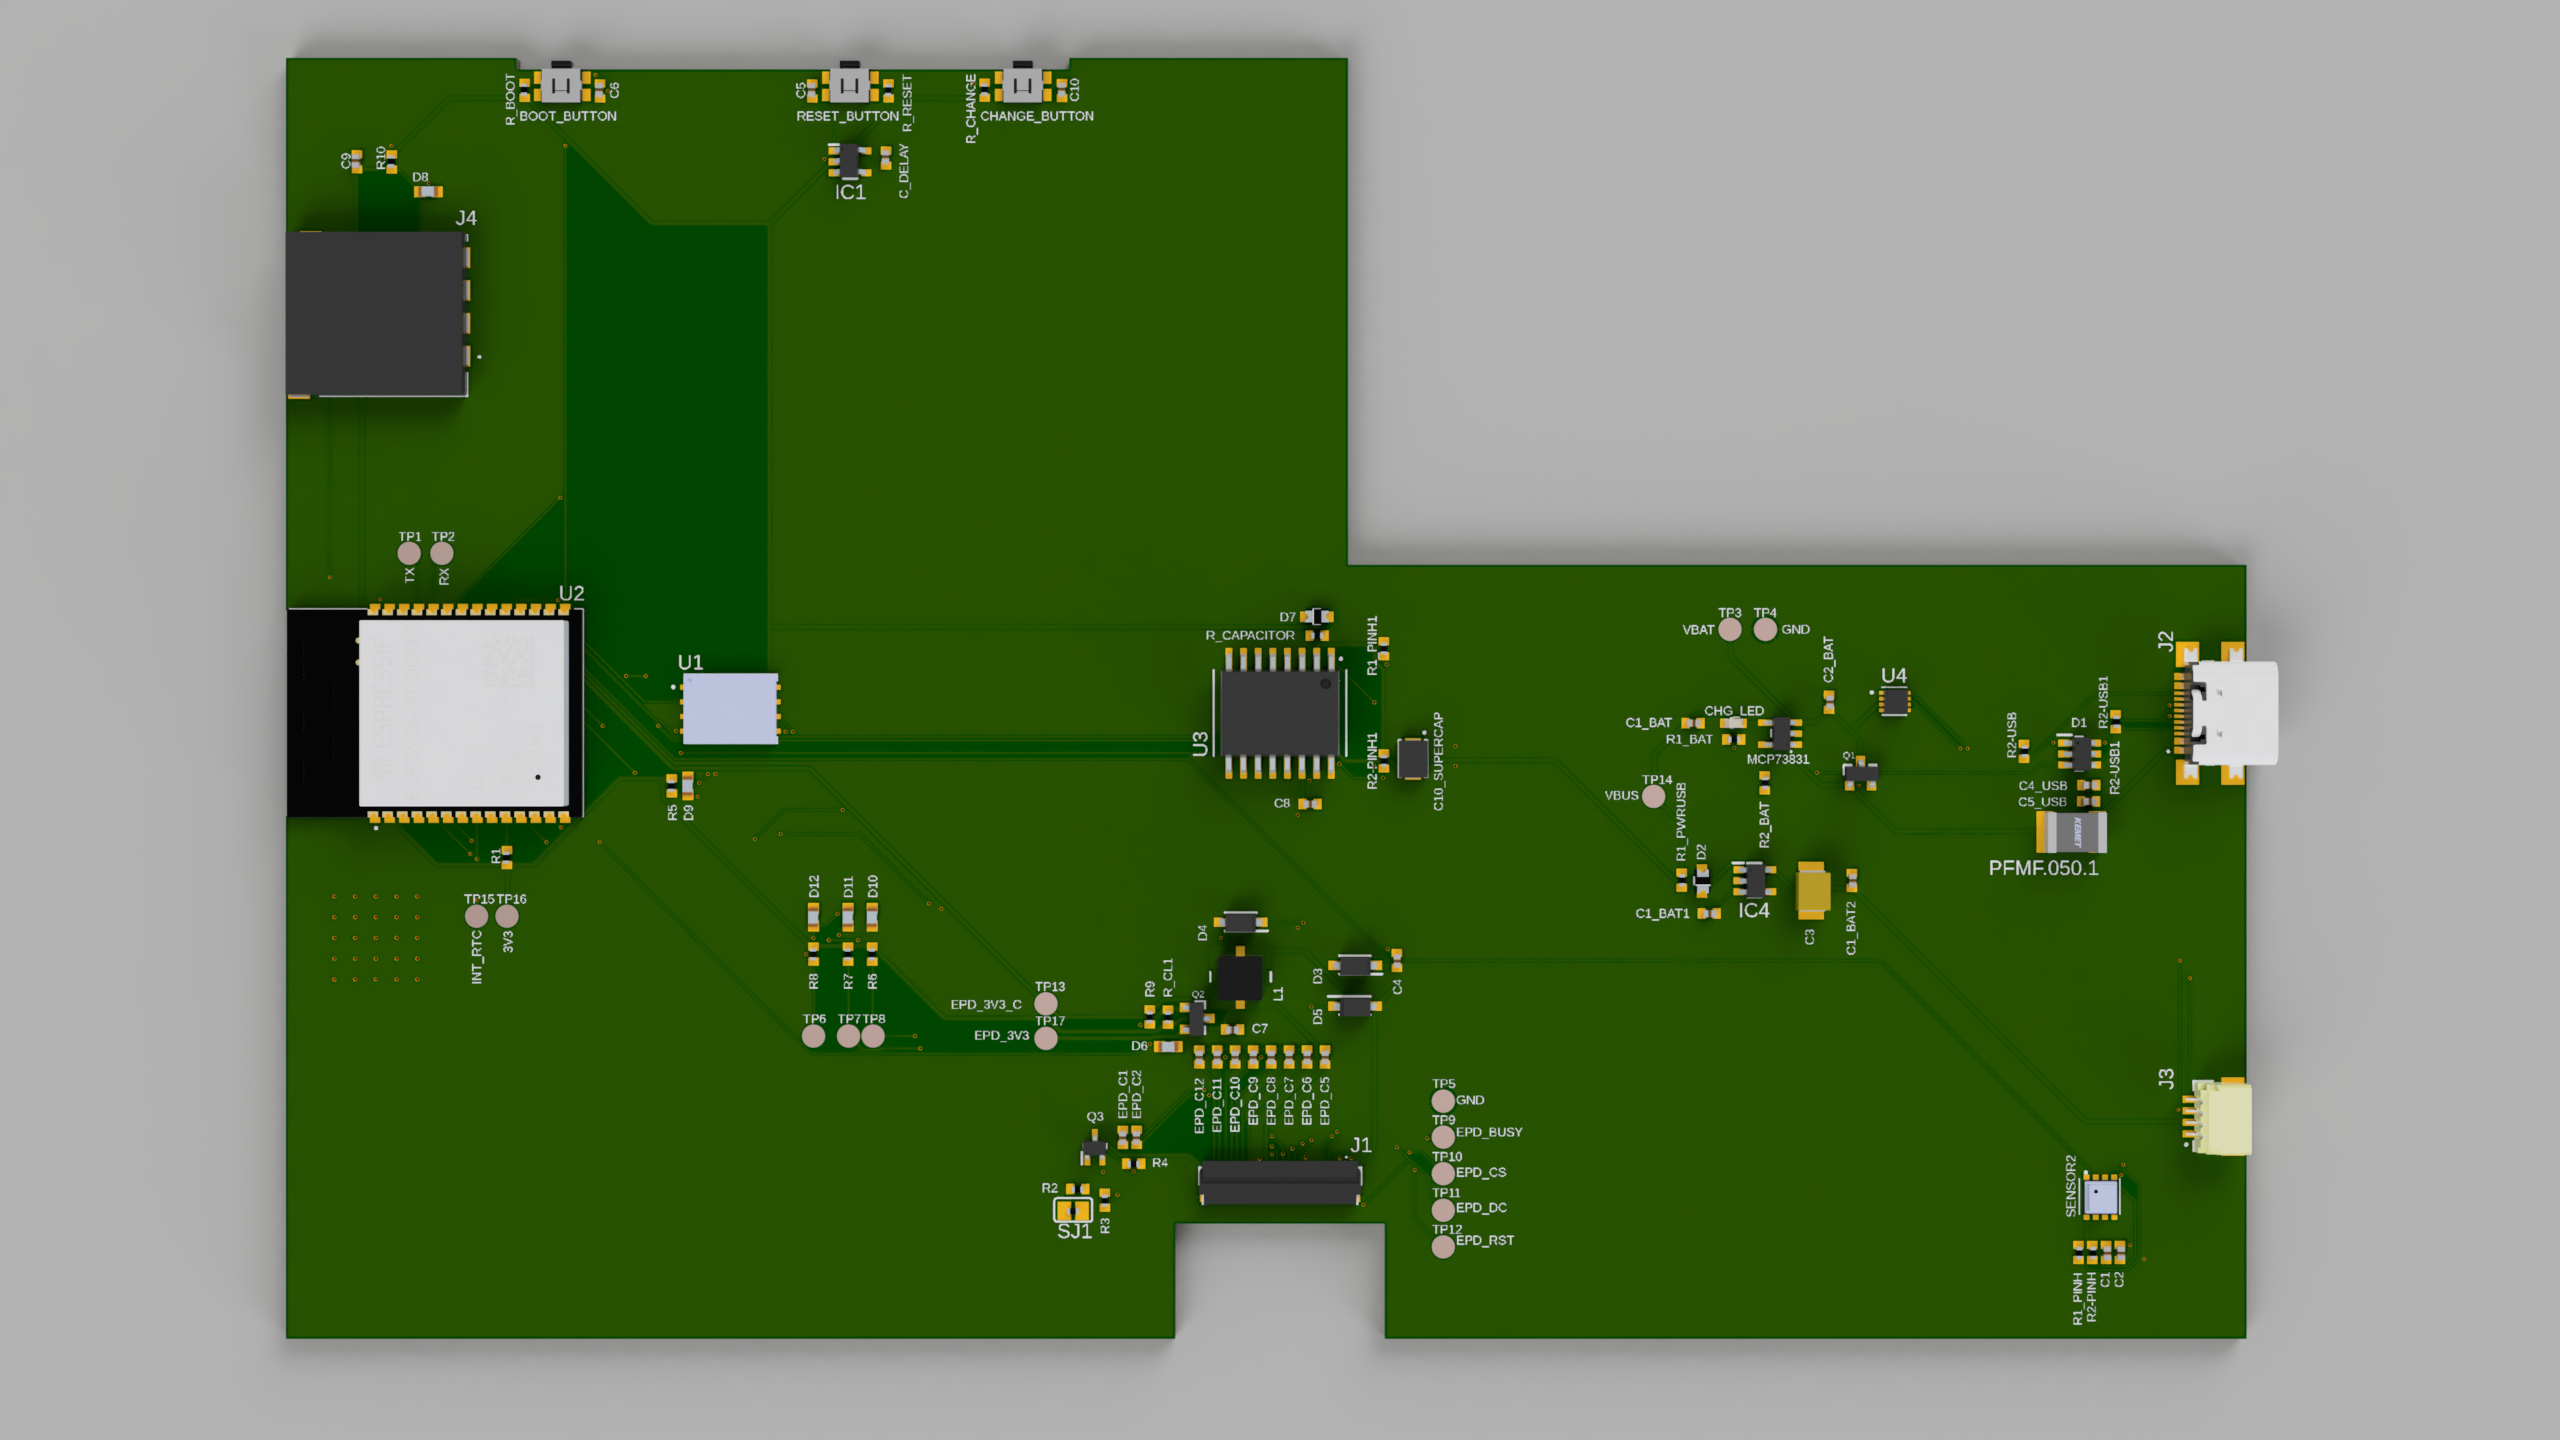 R_BOOT
C6
BOOT_BUTTON
C5
R_RESET
RESET_BUTTON
R_CHANGE
C10
CHANGE_BUTTON
C9
R10
D8
IC1
C_DELAY
J4
TP1
TP2
TX
RX
U2
ESPRESSIF
U1
R5
D9
R1
TP15
TP16
INT_RTC
3V3
D12
D11
D10
R8
R7
R6
TP6
TP7
TP8
D7
R_CAPACITOR
R1_PINH1
U3
R2-PINH1
C10_SUPERCAP
C8
TP3
TP4
VBAT
GND
C2_BAT
U4
C1_BAT
CHG_LED
R1_BAT
MCP73831
Q1
TP14
VBUS
R2_BAT
R1_PWRUSB
D2
IC4
C1_BAT1
C3
C1_BAT2
J2
R2-USB
D1
R2-USB1
R2-USB1
C4_USB
C5_USB
KEMET
PFMF.050.1
D4
L1
D3
D5
C4
TP13
EPD_3V3_C
TP17
EPD_3V3
R9
R_CL1
Q2
C7
D6
EPD_C12
EPD_C11
EPD_C10
EPD_C9
EPD_C8
EPD_C7
EPD_C6
EPD_C5
EPD_C1
EPD_C2
Q3
R4
R2
SJ1
R3
J1
TP5
GND
TP9
EPD_BUSY
TP10
EPD_CS
TP11
EPD_DC
TP12
EPD_RST
J3
SENSOR2
R1_PINH
R2-PINH
C1
C2